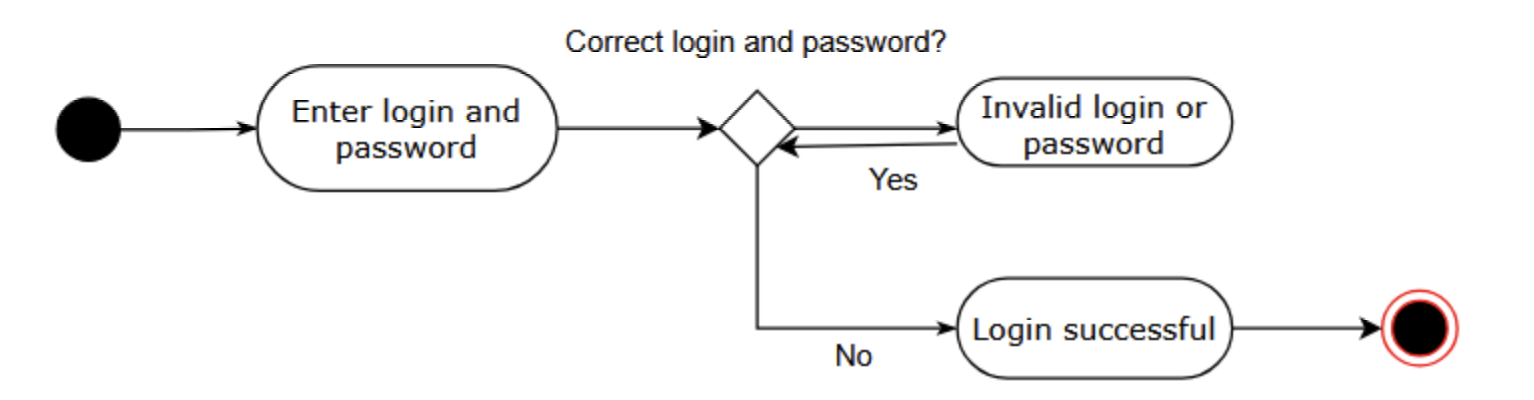 Correct login and password?
Enter login and
password
Invalid login or
password
Yes
Login successful
No